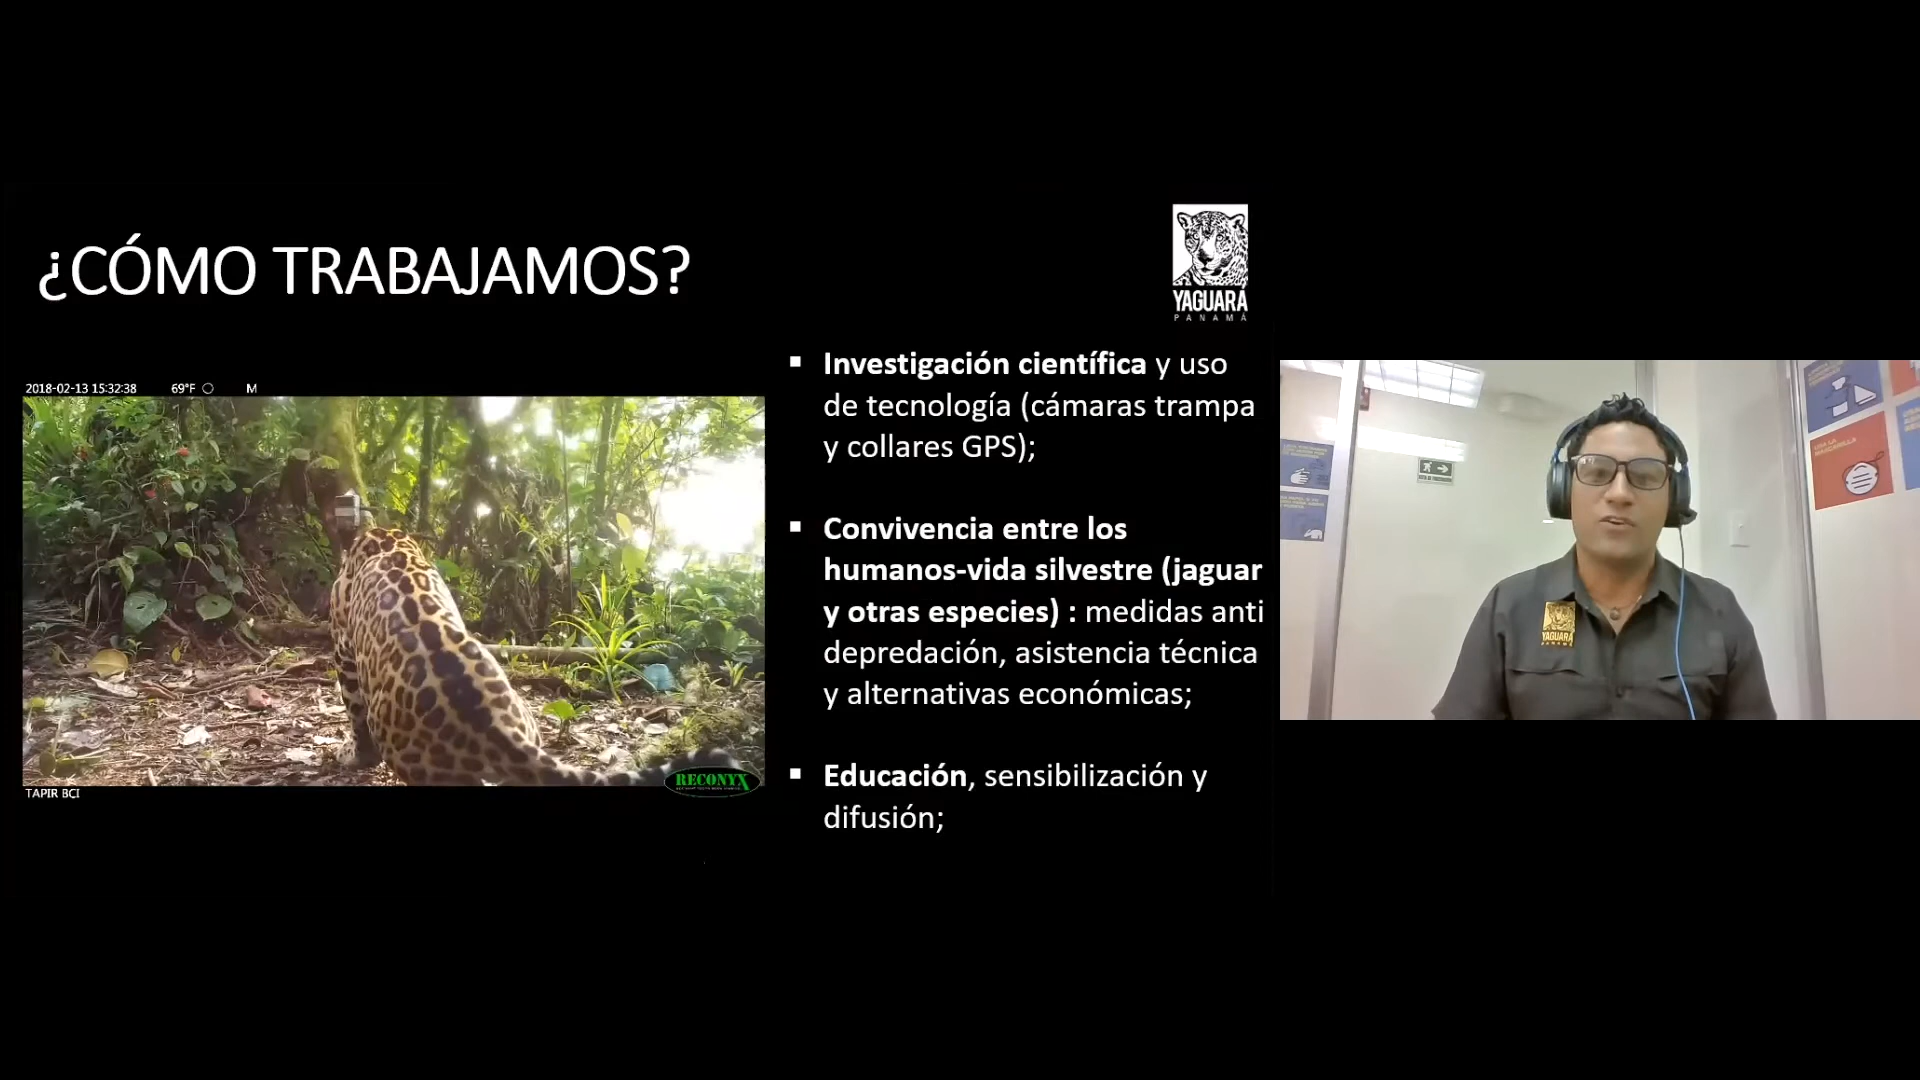 ¿CÓMO TRABAJAMOS?
YAGUARÁ
PANAMÁ
2018-02-13 15:32:38 69°F M
RECONYX
TAPIR BCI
▪ Investigación científica y uso
de tecnología (cámaras trampa
y collares GPS);
▪ Convivencia entre los
humanos-vida silvestre (jaguar
y otras especies) : medidas anti
depredación, asistencia técnica
y alternativas económicas;
▪ Educación, sensibilización y
difusión;
YAGUARÁ
PANAMÁ